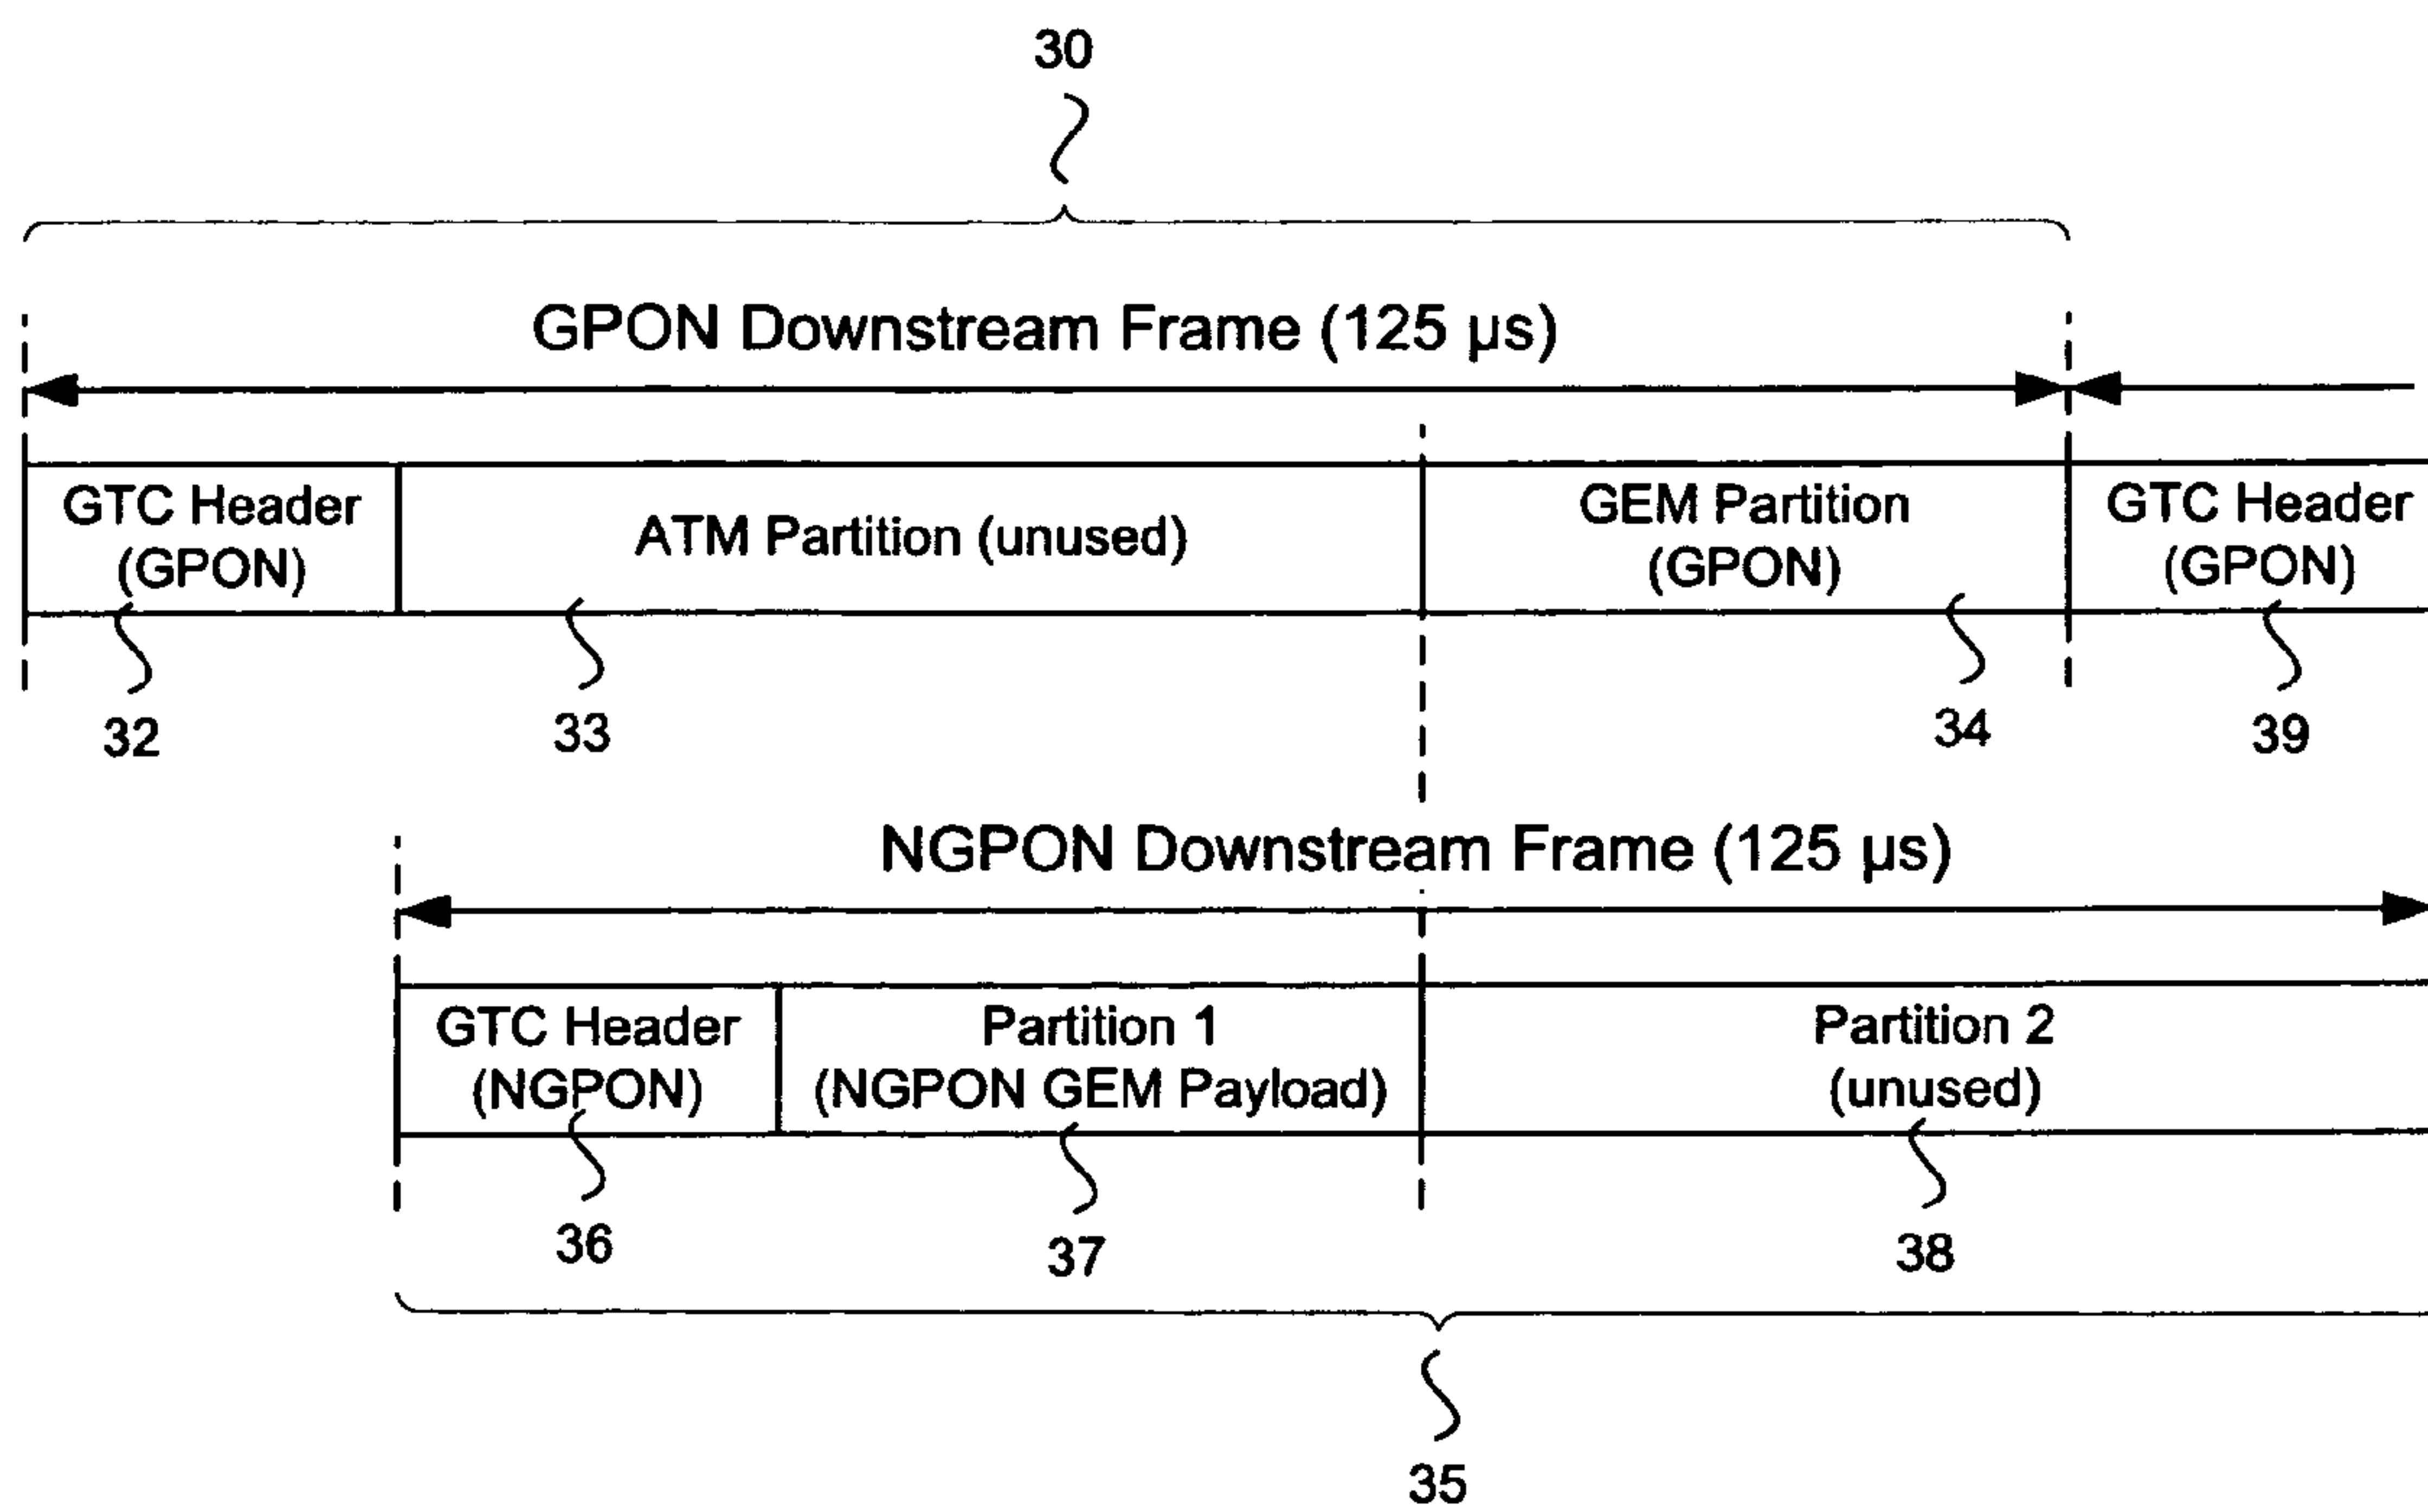 30
GPON Downstream Frame (125 µs)
GTC Header
(GPON)
ATM Partition (unused)
GEM Partition
(GPON)
GTC Header
(GPON)
32
33
34
39
NGPON Downstream Frame (125 µs)
GTC Header
(NGPON)
Partition 1
(NGPON GEM Payload)
Partition 2
(unused)
36
37
38
35